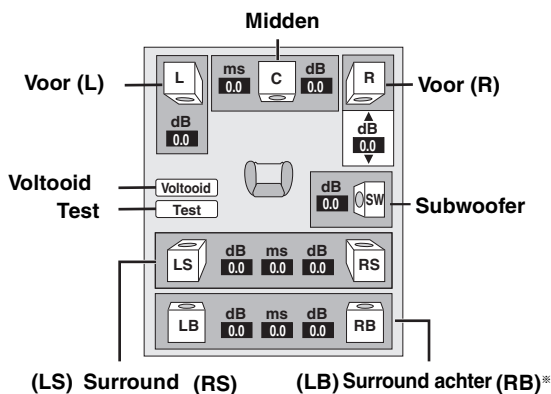 Midden
Voor (L)
L
ms
0.0
C
dB
0.0
R
Voor (R)
dB
0.0
dB
0.0
Voltooid
Voltooid
Test
Test
dB
0.0
SW
Subwoofer
LS
dB ms dB
0.0 0.0 0.0
RS
LB
dB ms dB
0.0 0.0 0.0
RB
(LS) Surround (RS)
(LB) Surround achter (RB)※